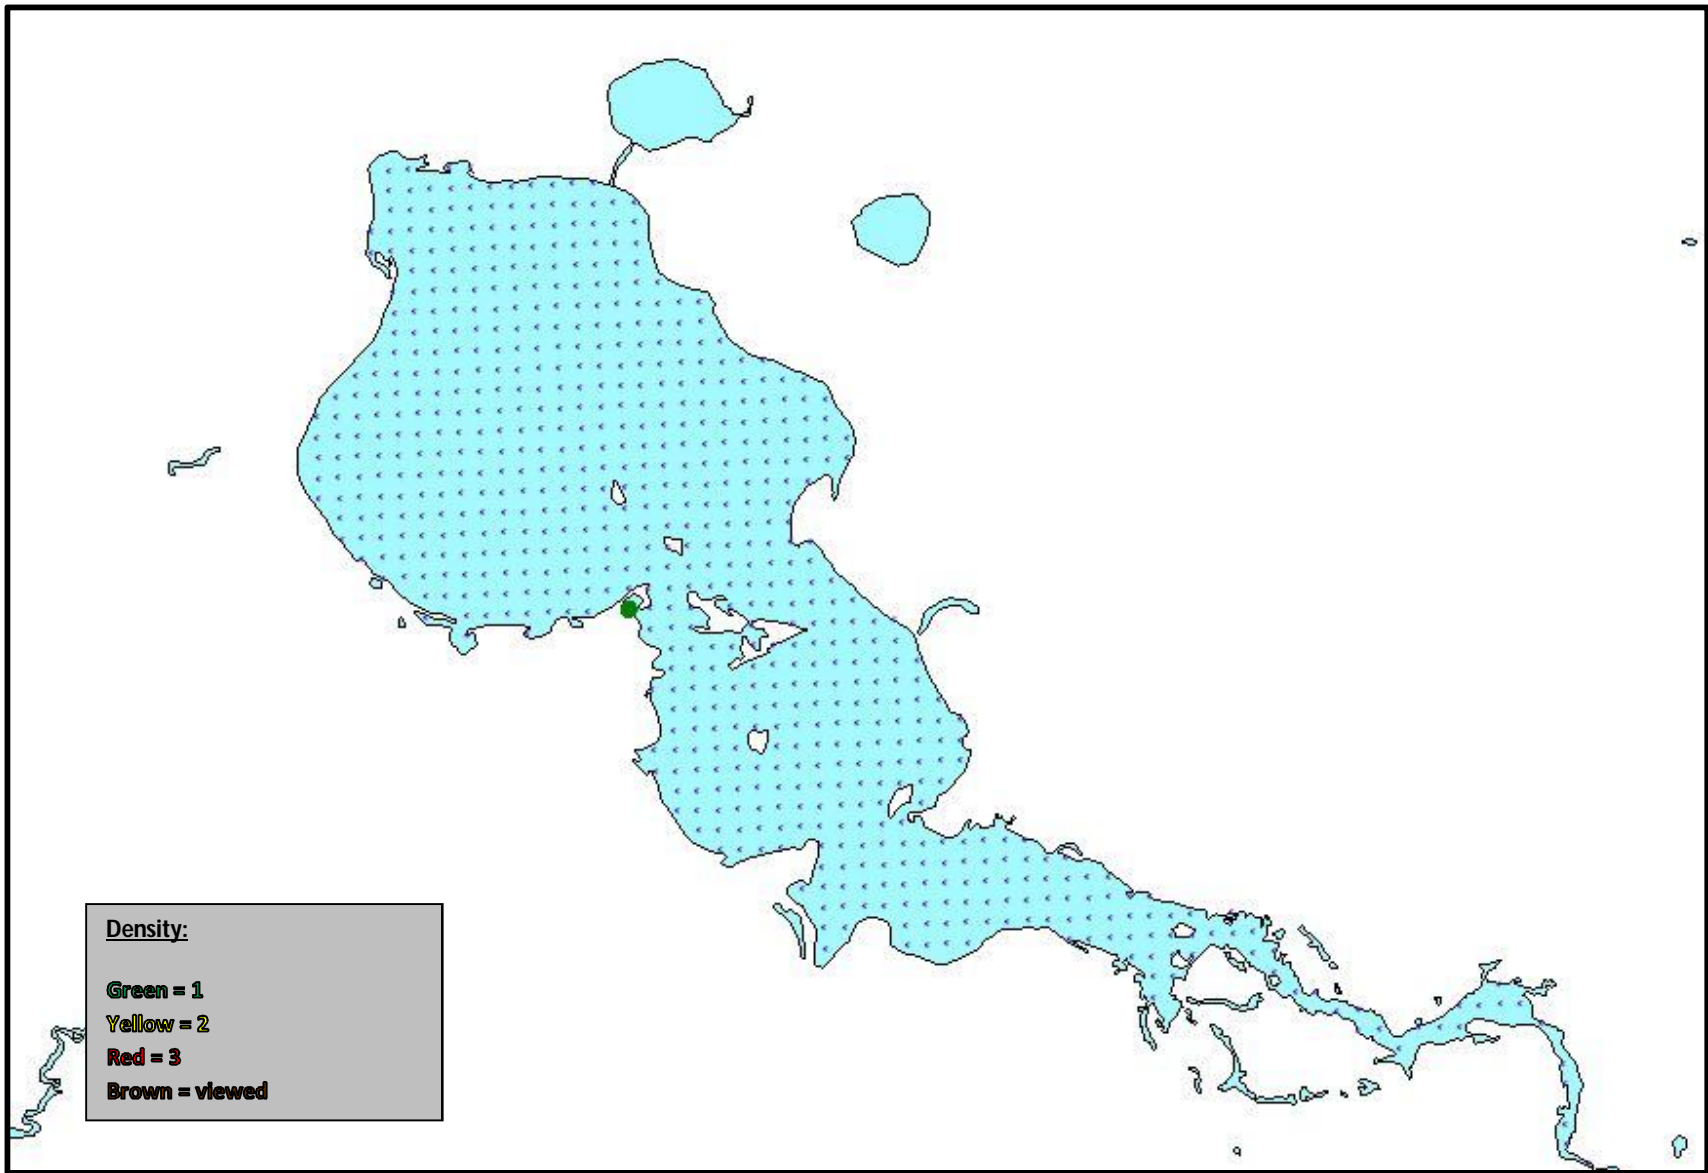 Density:
Green = 1
Yellow = 2
Red = 3
Brown = viewed